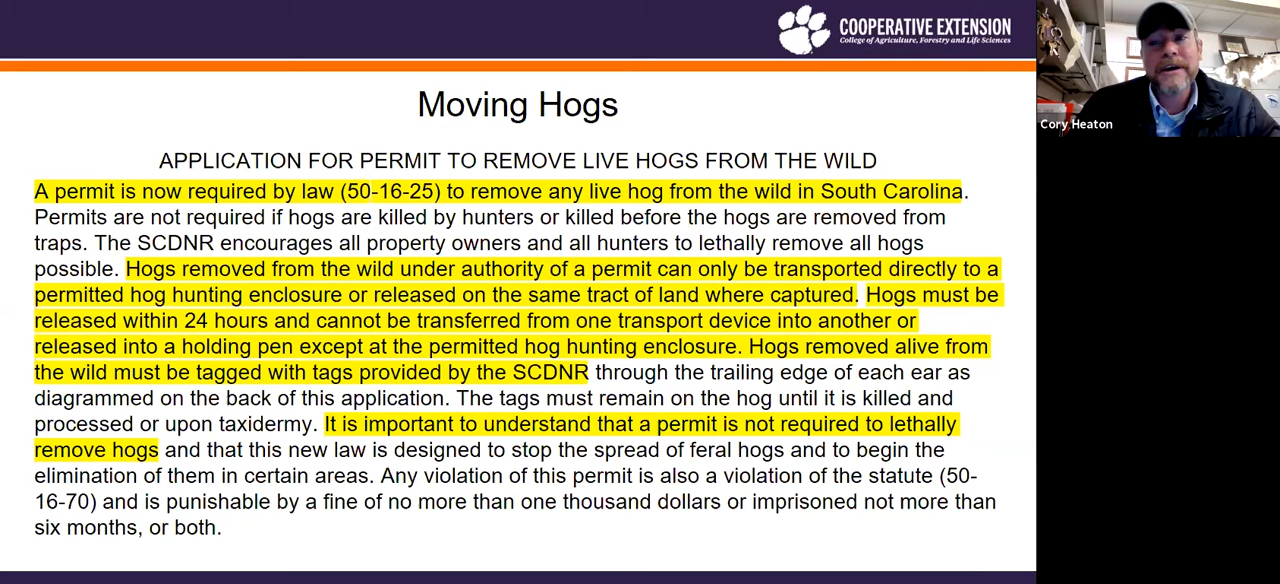 COOPERATIVE EXTENSION
College of Agriculture, Forestry and Life Sciences
Cory Heaton
Moving Hogs
APPLICATION FOR PERMIT TO REMOVE LIVE HOGS FROM THE WILD
A permit is now required by law (50-16-25) to remove any live hog from the wild in South Carolina.
Permits are not required if hogs are killed by hunters or killed before the hogs are removed from
traps. The SCDNR encourages all property owners and all hunters to lethally remove all hogs
possible. Hogs removed from the wild under authority of a permit can only be transported directly to a
permitted hog hunting enclosure or released on the same tract of land where captured. Hogs must be
released within 24 hours and cannot be transferred from one transport device into another or
released into a holding pen except at the permitted hog hunting enclosure. Hogs removed alive from
the wild must be tagged with tags provided by the SCDNR through the trailing edge of each ear as
diagrammed on the back of this application. The tags must remain on the hog until it is killed and
processed or upon taxidermy. It is important to understand that a permit is not required to lethally
remove hogs and that this new law is designed to stop the spread of feral hogs and to begin the
elimination of them in certain areas. Any violation of this permit is also a violation of the statute (50-
16-70) and is punishable by a fine of no more than one thousand dollars or imprisoned not more than
six months, or both.